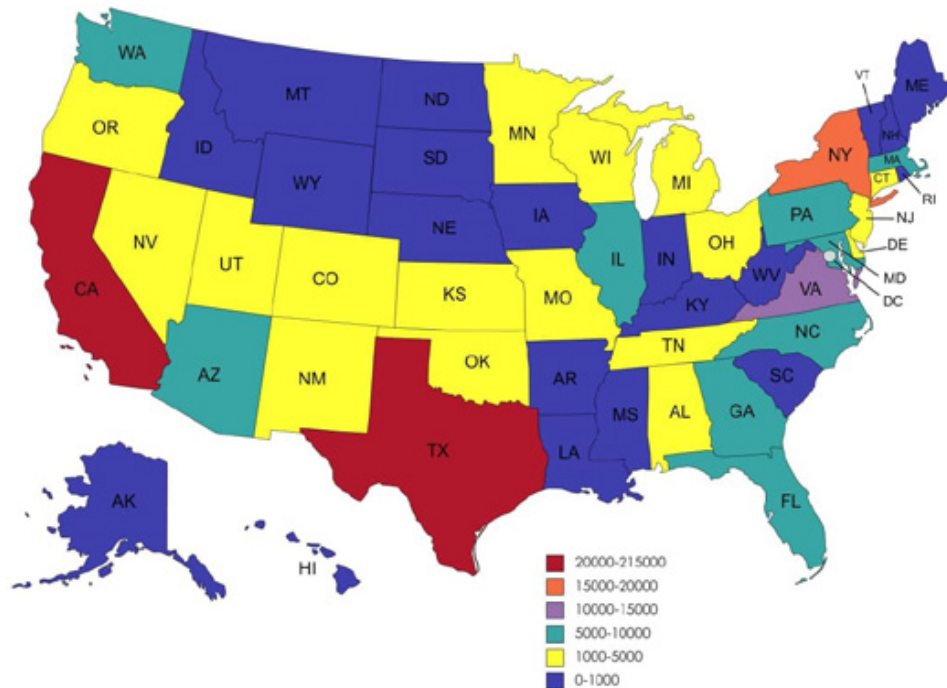 WA
MT
ND
MN
VT
ME
OR
ID
SD
WI
NY
NH
MA
WY
MI
CT
RI
IA
PA
NJ
NE
NV
OH
DE
UT
IL
IN
MD
CA
CO
WV
VA
DC
KS
MO
KY
NC
TN
AZ
NM
OK
AR
SC
MS
AL
GA
TX
LA
AK
FL
HI
20000-215000
15000-20000
10000-15000
5000-10000
1000-5000
0-1000